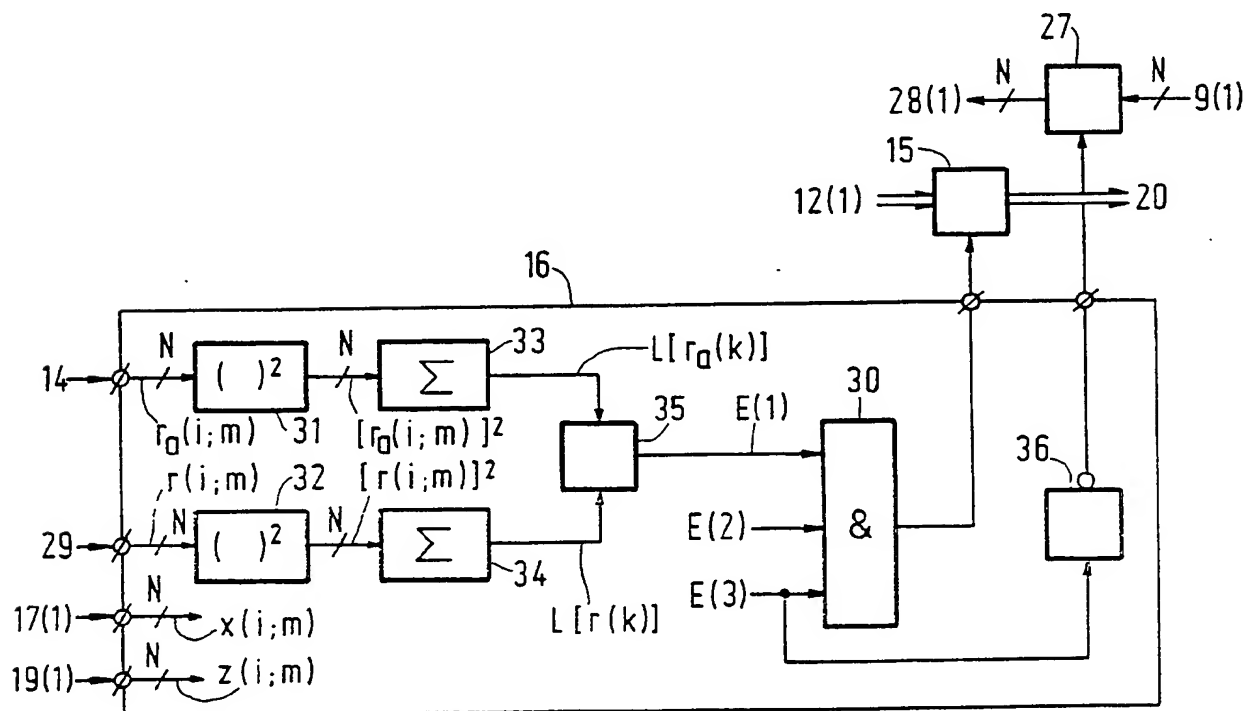 27
N
N
28(1)
9(1)
15
12(1)
20
16
N
N
33
L[ra(k)]
14
( )²
Σ
30
ra(i;m)
31
[ra(i;m)]²
35
E(1)
r(i;m)
32
[r(i;m)]²
36
N
N
29
( )²
Σ
E(2)
&
34
N
E(3)
17(1)
x(i;m)
L[r(k)]
N
19(1)
z(i;m)